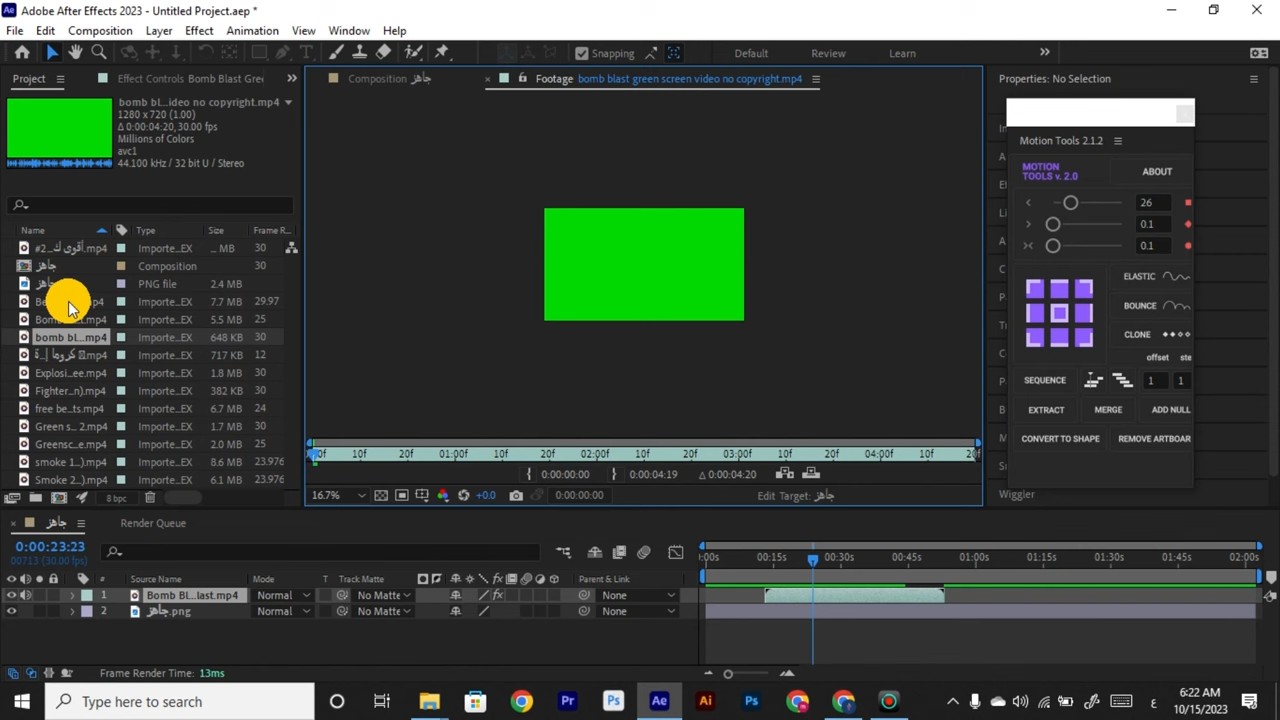 Adobe After Effects 2023 - Untitled Project.aep *
File Edit Composition Layer Effect Animation View Window Help
Snapping
Default Review Learn
Project
Effect Controls Bomb Blast Gree
Composition جاهز
Footage bomb blast green screen video no copyright.mp4
Properties: No Selection
bomb bl...ideo no copyright.mp4
1280 x 720 (1.00)
Δ 0:00:04:20, 30.00 fps
Millions of Colors
avc1
44.100 kHz / 32 bit U / Stereo
Motion Tools 2.1.2
MOTION TOOLS v. 2.0
ABOUT
26
0.1
0.1
ELASTIC
BOUNCE
CLONE
offset ste
SEQUENCE 1 1
EXTRACT MERGE ADD NULL
CONVERT TO SHAPE REMOVE ARTBOAR
Wiggler
Name Type Size Frame R...
#2_أقوى ك...mp4 Importe...EX ... MB 30
جاهز Composition 30
PNG file 2.4 MB
Importe...EX 7.7 MB 29.97
Importe...EX 5.5 MB 25
bomb bl...mp4 Importe...EX 648 KB 30
Importe...EX 717 KB 12
Explosi...ee.mp4 Importe...EX 1.8 MB 30
Fighter...n).mp4 Importe...EX 382 KB 30
free be...ts.mp4 Importe...EX 6.7 MB 24
Green s... 2.mp4 Importe...EX 1.7 MB 30
Greensc...e.mp4 Importe...EX 2.0 MB 25
smoke 1...).mp4 Importe...EX 8.6 MB 23.976
Smoke 2...).mp4 Importe...EX 6.1 MB 23.976
8 bpc
00f 10f 20f 01:00f 10f 20f 02:00f 10f 20f 03:00f 10f 20f 04:00f 10f 20f
0:00:00:00 0:00:04:19 Δ 0:00:04:20
16.7% +0.0 0:00:00:00 Edit Target: جاهز
جاهز
Render Queue
0:00:23:23
00713 (30.00 fps)
:00s 00:15s 00:30s 00:45s 01:00s 01:15s 01:30s 01:45s 02:00s
# Source Name Mode T Track Matte Parent & Link
1 Bomb Bl...last.mp4 Normal No Matte None
2 جاهز.png Normal No Matte None
Frame Render Time: 13ms
Type here to search
ع
6:22 AM
10/15/2023